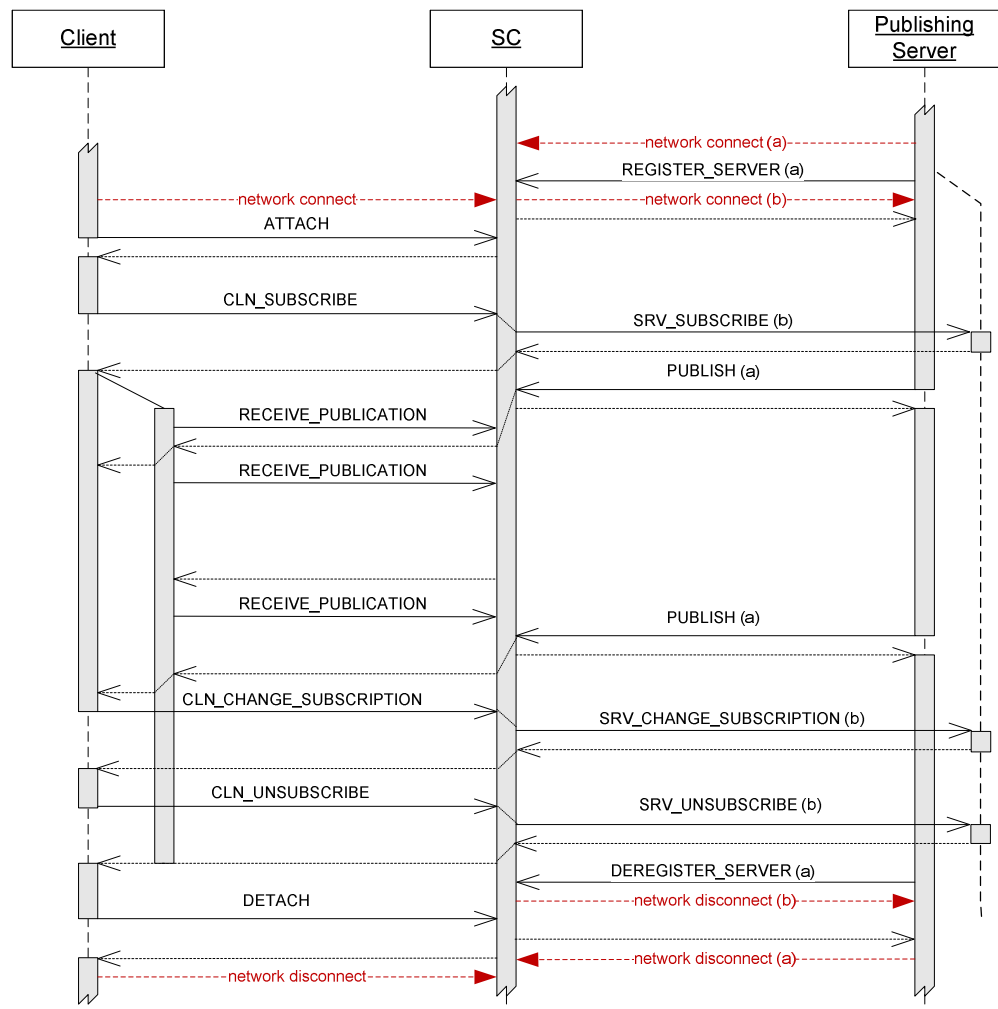 Client
SC
Publishing
Server
network connect (a)
REGISTER_SERVER (a)
network connect
network connect (b)
ATTACH
CLN_SUBSCRIBE
SRV_SUBSCRIBE (b)
PUBLISH (a)
RECEIVE_PUBLICATION
RECEIVE_PUBLICATION
RECEIVE_PUBLICATION
PUBLISH (a)
CLN_CHANGE_SUBSCRIPTION
SRV_CHANGE_SUBSCRIPTION (b)
CLN_UNSUBSCRIBE
SRV_UNSUBSCRIBE (b)
DEREGISTER_SERVER (a)
DETACH
network disconnect (b)
network disconnect (a)
network disconnect